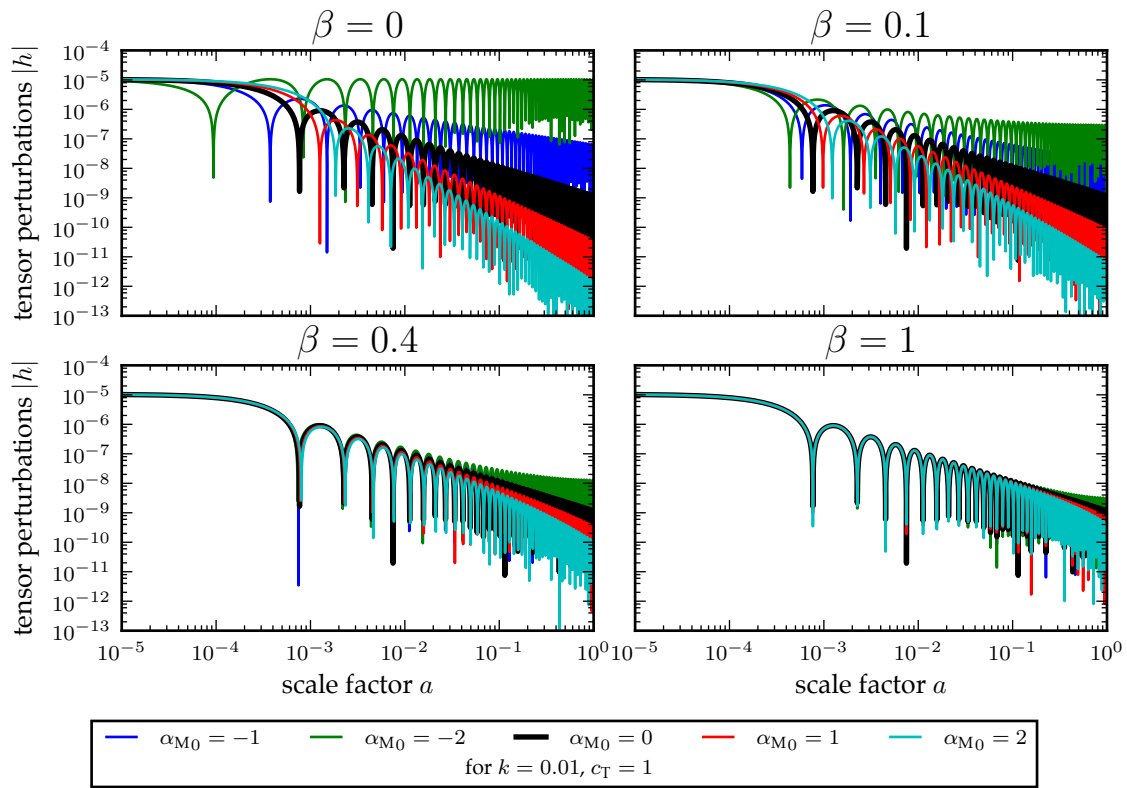 β = 0
β = 0.1
tensor perturbations |h|
10⁻⁴
10⁻⁵
10⁻⁶
10⁻⁷
10⁻⁸
10⁻⁹
10⁻¹⁰
10⁻¹¹
10⁻¹²
10⁻¹³
β = 0.4
β = 1
tensor perturbations |h|
10⁻⁴
10⁻⁵
10⁻⁶
10⁻⁷
10⁻⁸
10⁻⁹
10⁻¹⁰
10⁻¹¹
10⁻¹²
10⁻¹³
10⁻⁵ 10⁻⁴ 10⁻³ 10⁻² 10⁻¹ 10⁰
10⁻⁵ 10⁻⁴ 10⁻³ 10⁻² 10⁻¹ 10⁰
scale factor a
scale factor a
α_M0 = −1 α_M0 = −2 α_M0 = 0 α_M0 = 1 α_M0 = 2
for k = 0.01, c_T = 1